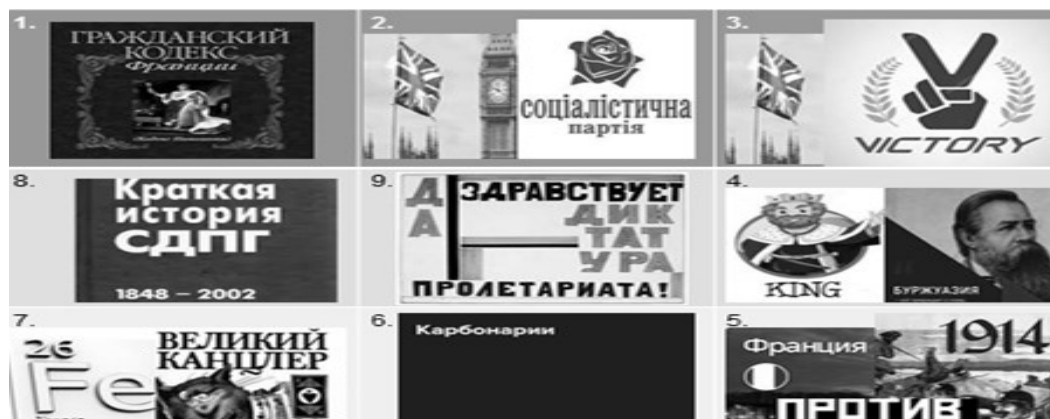 1.
ГРАЖДАНСКИЙ
КОДЕКС
Франции
2.
соціалістична
партія
3.
VICTORY
8.
Краткая
история
СДПГ
1848 – 2002
9.
ДА
ЗДРАВСТВУЕТ
ДИК
ТАТ
УРА
ПРОЛЕТАРИАТА!
4.
KING
БУРЖУАЗИЯ
7.
26
Fe
ВЕЛИКИЙ
КАНЦЛЕР
6.
Карбонарии
5.
Франция
1914
ПРОТИВ